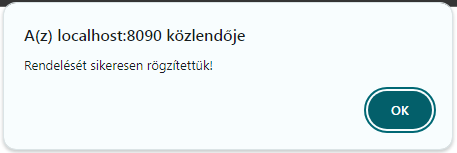 A(z) localhost:8090 közlendője
Rendelését sikeresen rögzítettük!
OK